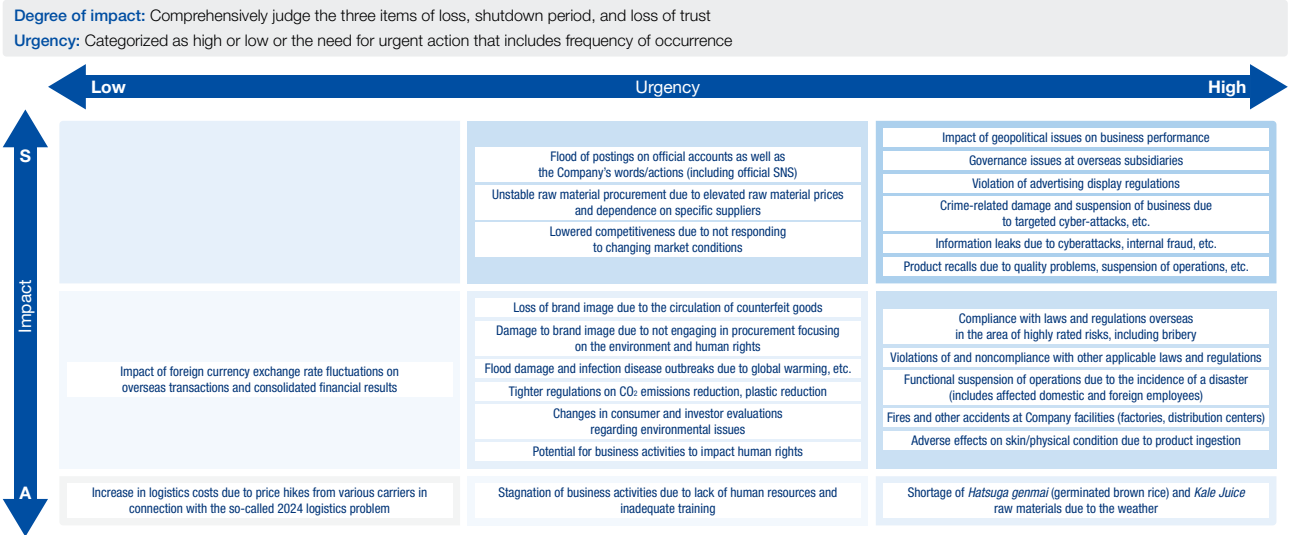 Degree of impact: Comprehensively judge the three items of loss, shutdown period, and loss of trust
Urgency: Categorized as high or low or the need for urgent action that includes frequency of occurrence
Low
Urgency
High
S
Impact
A
Flood of postings on official accounts as well as
the Company's words/actions (including official SNS)
Unstable raw material procurement due to elevated raw material prices
and dependence on specific suppliers
Lowered competitiveness due to not responding
to changing market conditions
Impact of geopolitical issues on business performance
Governance issues at overseas subsidiaries
Violation of advertising display regulations
Crime-related damage and suspension of business due
to targeted cyber-attacks, etc.
Information leaks due to cyberattacks, internal fraud, etc.
Product recalls due to quality problems, suspension of operations, etc.
Impact of foreign currency exchange rate fluctuations on
overseas transactions and consolidated financial results
Loss of brand image due to the circulation of counterfeit goods
Damage to brand image due to not engaging in procurement focusing
on the environment and human rights
Flood damage and infection disease outbreaks due to global warming, etc.
Tighter regulations on CO₂ emissions reduction, plastic reduction
Changes in consumer and investor evaluations
regarding environmental issues
Potential for business activities to impact human rights
Compliance with laws and regulations overseas
in the area of highly rated risks, including bribery
Violations of and noncompliance with other applicable laws and regulations
Functional suspension of operations due to the incidence of a disaster
(includes affected domestic and foreign employees)
Fires and other accidents at Company facilities (factories, distribution centers)
Adverse effects on skin/physical condition due to product ingestion
Increase in logistics costs due to price hikes from various carriers in
connection with the so-called 2024 logistics problem
Stagnation of business activities due to lack of human resources and
inadequate training
Shortage of Hatsuga genmai (germinated brown rice) and Kale Juice
raw materials due to the weather